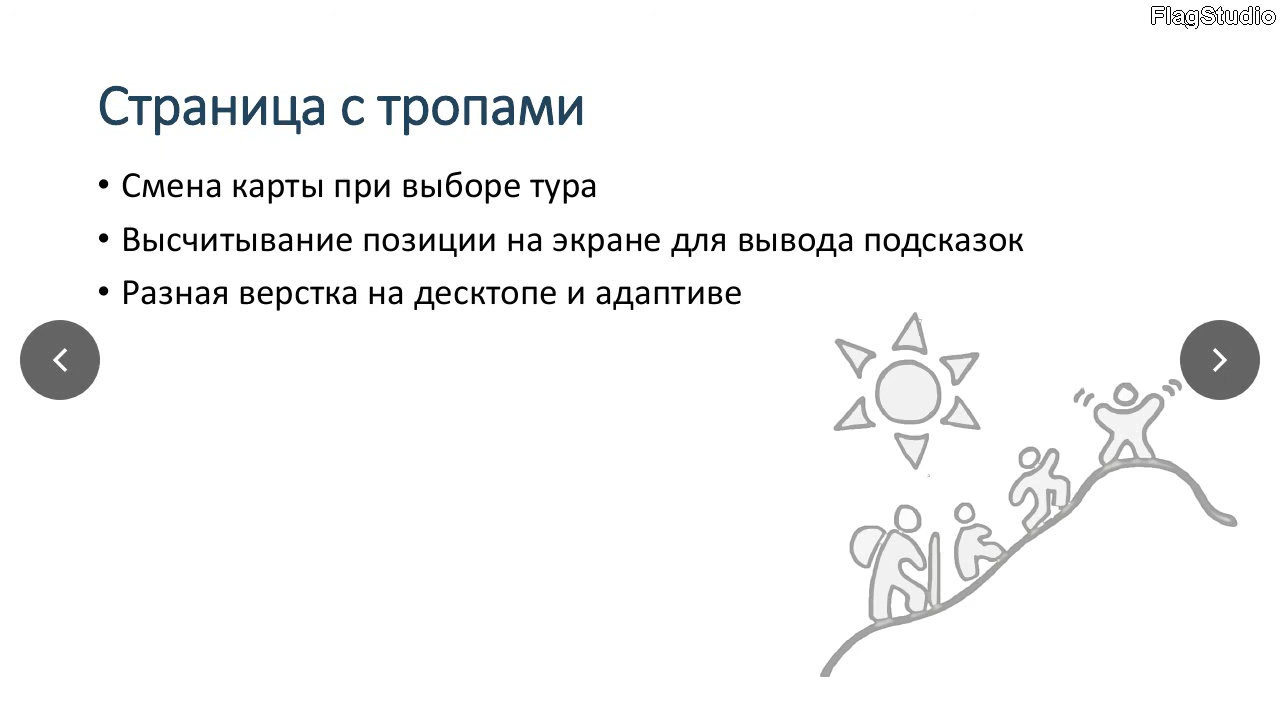 FlagStudio
Страница с тропами
• Смена карты при выборе тура
• Высчитывание позиции на экране для вывода подсказок
• Разная верстка на десктопе и адаптиве